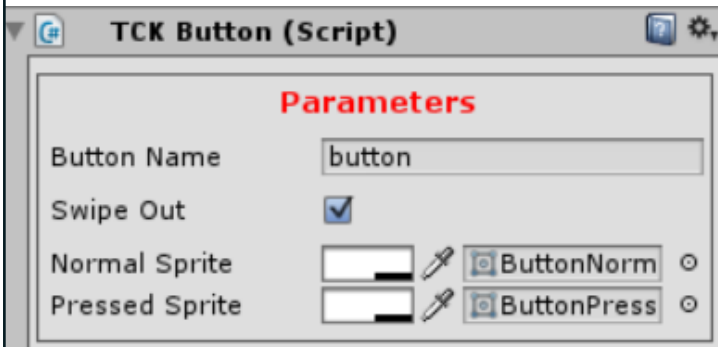 TCK Button (Script)
Parameters
Button Name button
Swipe Out
Normal Sprite ButtonNorm
Pressed Sprite ButtonPress